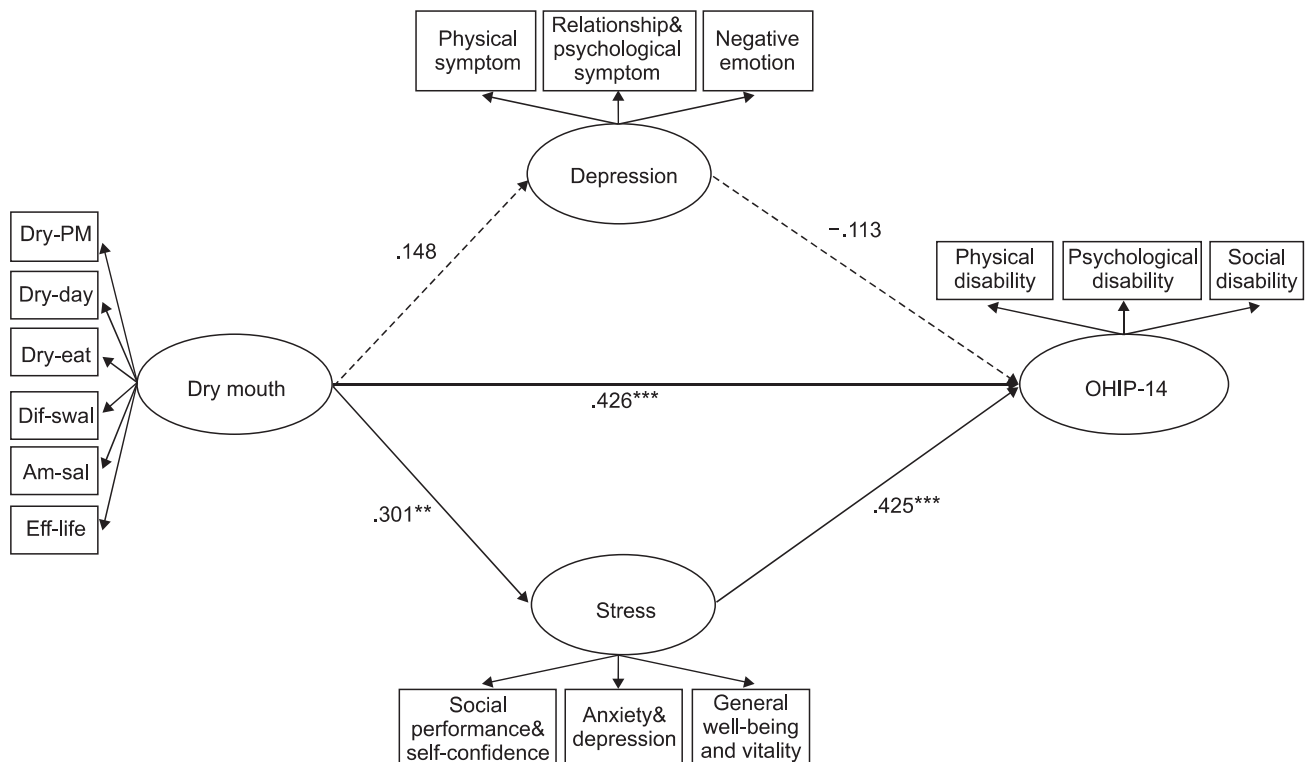 Physical
symptom
Relationship&
psychological
symptom
Negative
emotion
Depression
.148
−.113
Dry-PM
Dry-day
Dry-eat
Dif-swal
Am-sal
Eff-life
Dry mouth
.426***
Physical
disability
Psychological
disability
Social
disability
OHIP-14
.301**
.425***
Stress
Social
performance&
self-confidence
Anxiety&
depression
General
well-being
and vitality